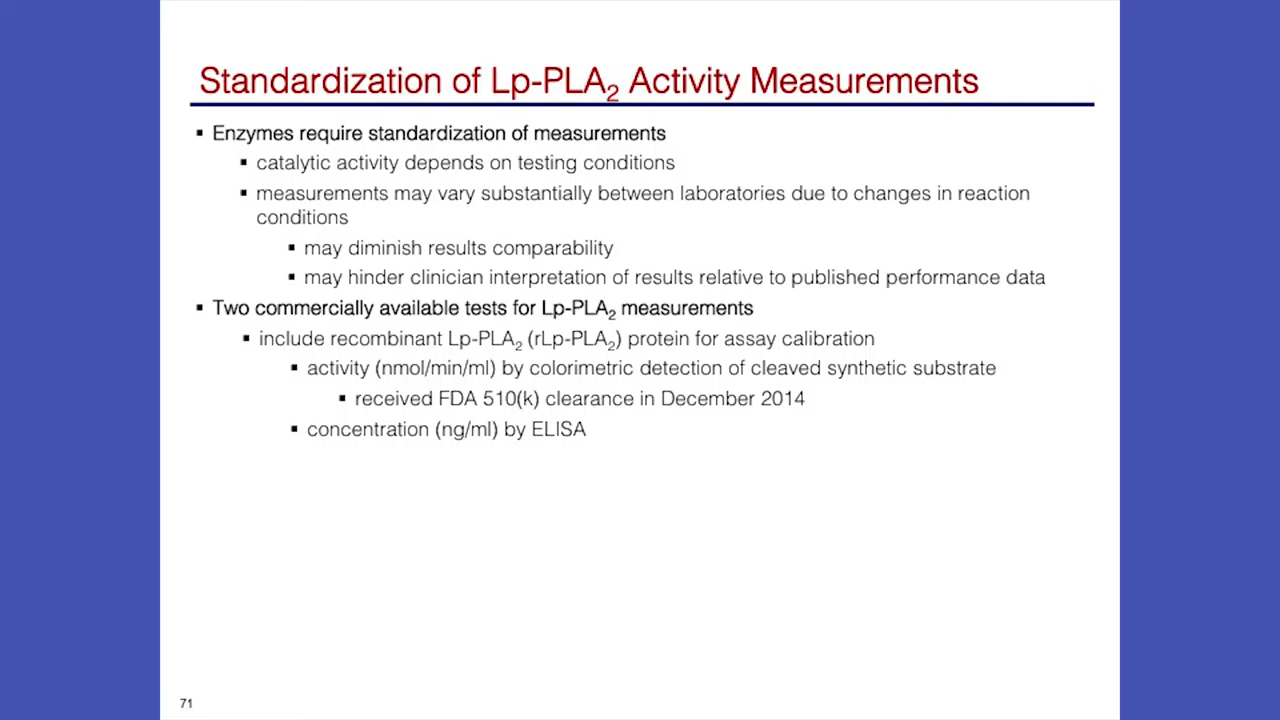 Standardization of Lp-PLA₂ Activity Measurements
▪ Enzymes require standardization of measurements
▪ catalytic activity depends on testing conditions
▪ measurements may vary substantially between laboratories due to changes in reaction
conditions
▪ may diminish results comparability
▪ may hinder clinician interpretation of results relative to published performance data
▪ Two commercially available tests for Lp-PLA₂ measurements
▪ include recombinant Lp-PLA₂ (rLp-PLA₂) protein for assay calibration
▪ activity (nmol/min/ml) by colorimetric detection of cleaved synthetic substrate
▪ received FDA 510(k) clearance in December 2014
▪ concentration (ng/ml) by ELISA
71